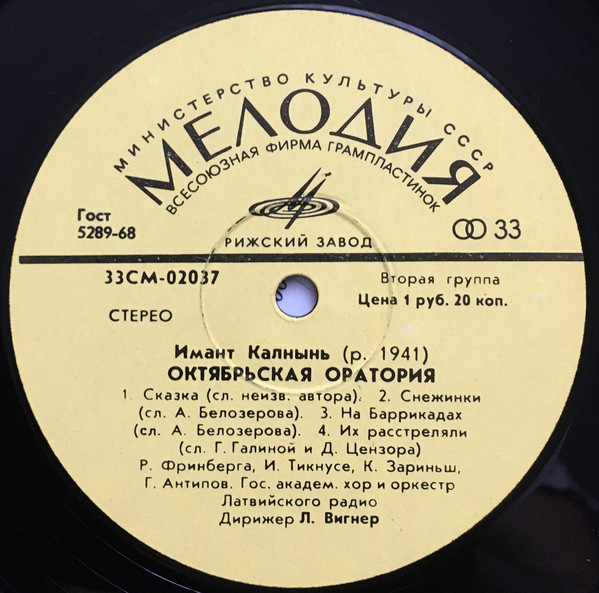 МИНИСТЕРСТВО КУЛЬТУРЫ СССР
МЕЛОДИЯ
ВСЕСОЮЗНАЯ ФИРМА ГРАМПЛАСТИНОК
Гост
5289-68
33
РИЖСКИЙ ЗАВОД
33СМ-02037
Вторая группа
Цена 1 руб. 20 коп.
СТЕРЕО
Имант Калнынь (р. 1941)
ОКТЯБРЬСКАЯ ОРАТОРИЯ
1. Сказка (сл. неизв. автора). 2. Снежинки
(сл. А. Белозерова). 3. На Баррикадах
(сл. А. Белозерова). 4. Их расстреляли
(сл. Г. Галиной и Д. Цензора)
Р. Фринберга, И. Тикнусе, К. Зариньш,
Г. Антипов. Гос. академ. хор и оркестр
Латвийского радио
Дирижер Л. Вигнер